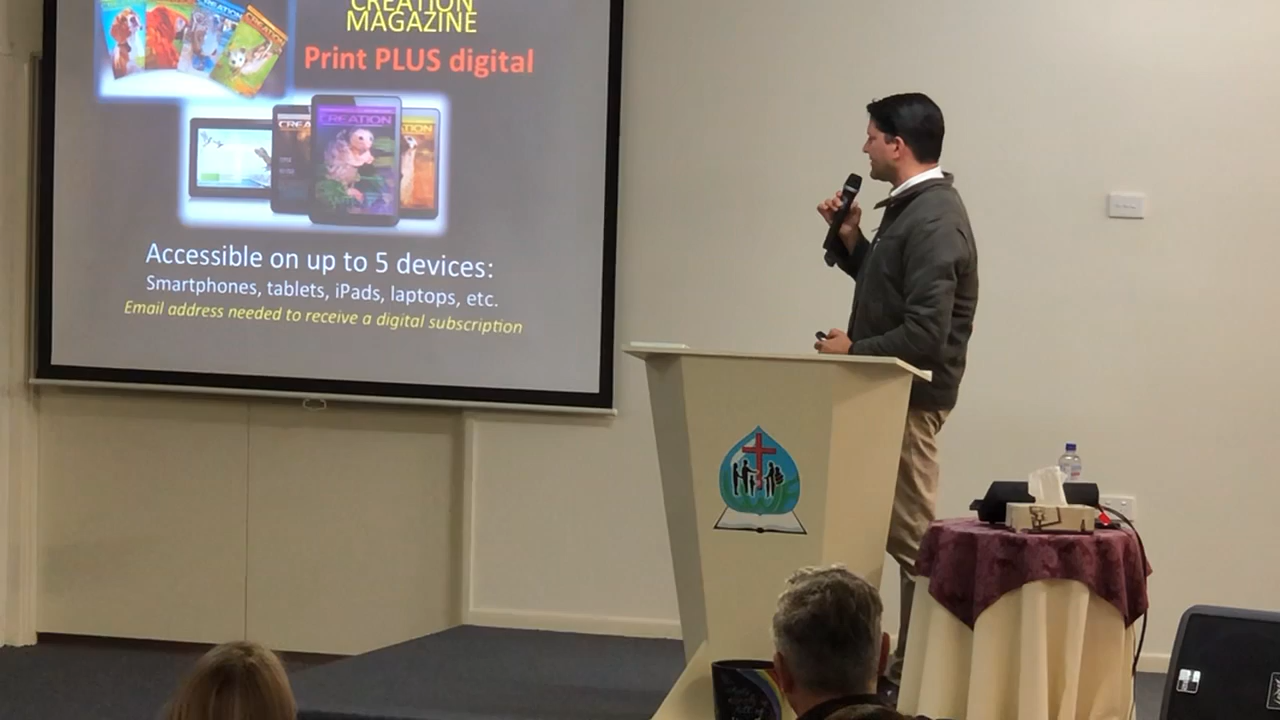 CREATION
MAGAZINE
Print PLUS digital
CREATION
CREATION
Accessible on up to 5 devices:
Smartphones, tablets, iPads, laptops, etc.
Email address needed to receive a digital subscription